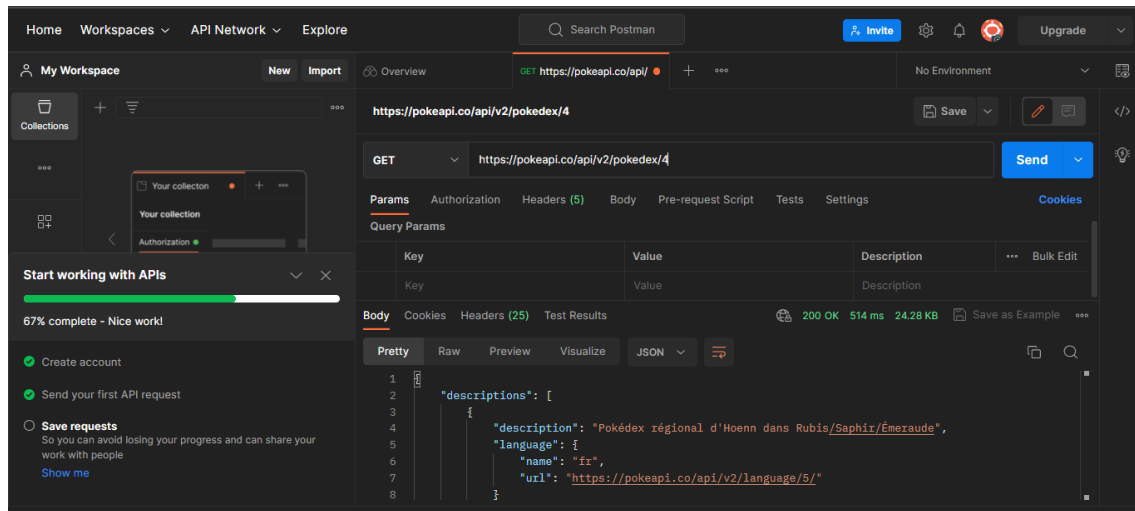 Home Workspaces API Network Explore Search Postman Invite Upgrade
My Workspace New Import Overview GET https://pokeapi.co/api/ No Environment
Collections
https://pokeapi.co/api/v2/pokedex/4 Save
GET https://pokeapi.co/api/v2/pokedex/4 Send
Your collecton
Your collection
Authorization
Params Authorization Headers (5) Body Pre-request Script Tests Settings Cookies
Query Params
Key Value Description Bulk Edit
Key Value Description
Start working with APIs
67% complete - Nice work!
Create account
Send your first API request
Save requests
So you can avoid losing your progress and can share your
work with people
Show me
Body Cookies Headers (25) Test Results 200 OK 514 ms 24.28 KB Save as Example
Pretty Raw Preview Visualize JSON
1 {
2 "descriptions": [
3 {
4 "description": "Pokédex régional d'Hoenn dans Rubis/Saphir/Émeraude",
5 "language": {
6 "name": "fr",
7 "url": "https://pokeapi.co/api/v2/language/5/"
8 }